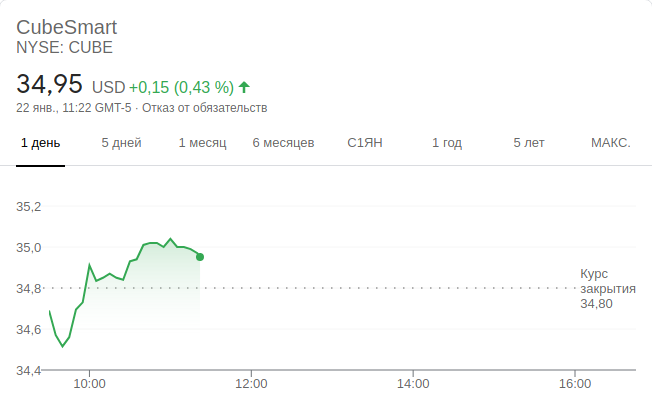 CubeSmart
NYSE: CUBE
34,95 USD +0,15 (0,43 %)
22 янв., 11:22 GMT-5 · Отказ от обязательств
1 день 5 дней 1 месяц 6 месяцев С1ЯН 1 год 5 лет МАКС.
35,2
35,0
34,8
34,6
34,4
Курс
закрытия
34,80
10:00 12:00 14:00 16:00